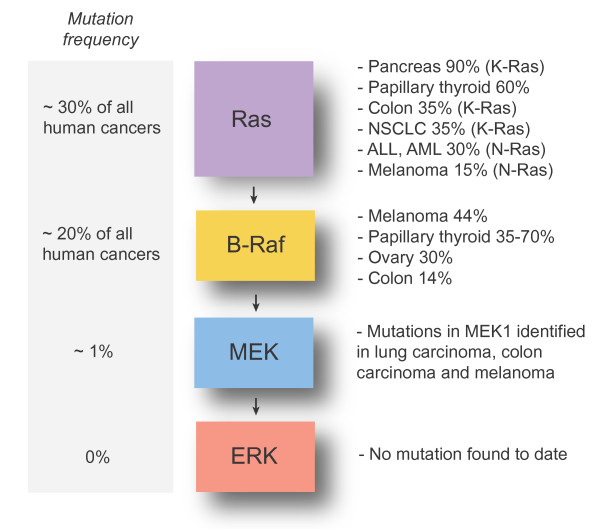 Mutation
frequency
~ 30% of all
human cancers
Ras
- Pancreas 90% (K-Ras)
- Papillary thyroid 60%
- Colon 35% (K-Ras)
- NSCLC 35% (K-Ras)
- ALL, AML 30% (N-Ras)
- Melanoma 15% (N-Ras)
~ 20% of all
human cancers
B-Raf
- Melanoma 44%
- Papillary thyroid 35-70%
- Ovary 30%
- Colon 14%
~ 1%
MEK
- Mutations in MEK1 identified
in lung carcinoma, colon
carcinoma and melanoma
0%
ERK
- No mutation found to date